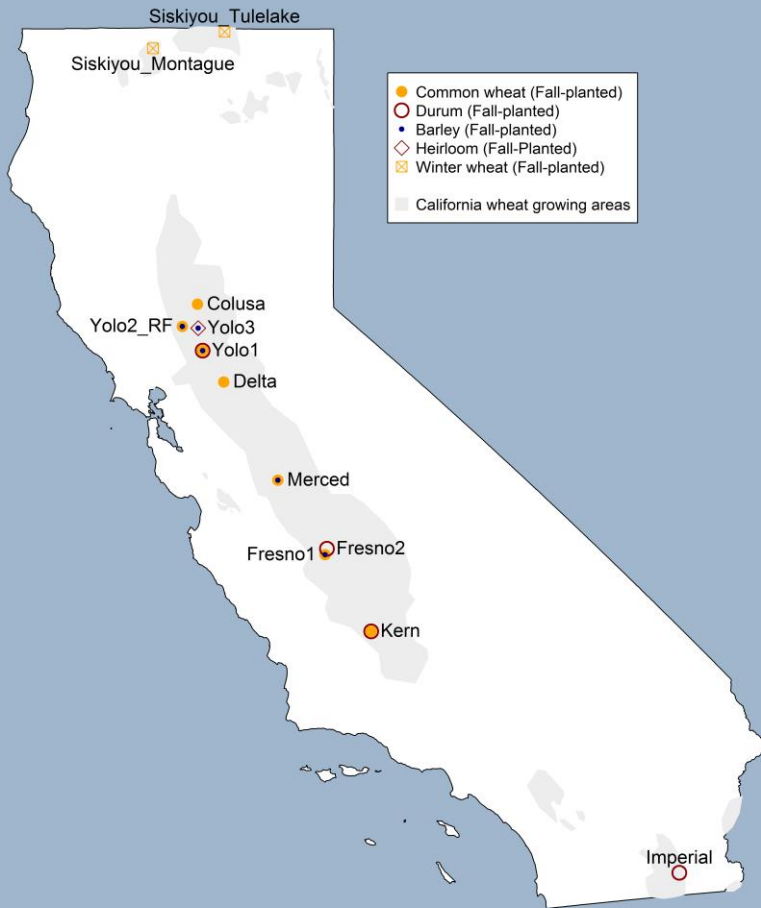 Siskiyou_Tulelake
Siskiyou_Montague
Common wheat (Fall-planted)
Durum (Fall-planted)
Barley (Fall-planted)
Heirloom (Fall-Planted)
Winter wheat (Fall-planted)
California wheat growing areas
Colusa
Yolo2_RF
Yolo3
Yolo1
Delta
Merced
Fresno1
Fresno2
Kern
Imperial